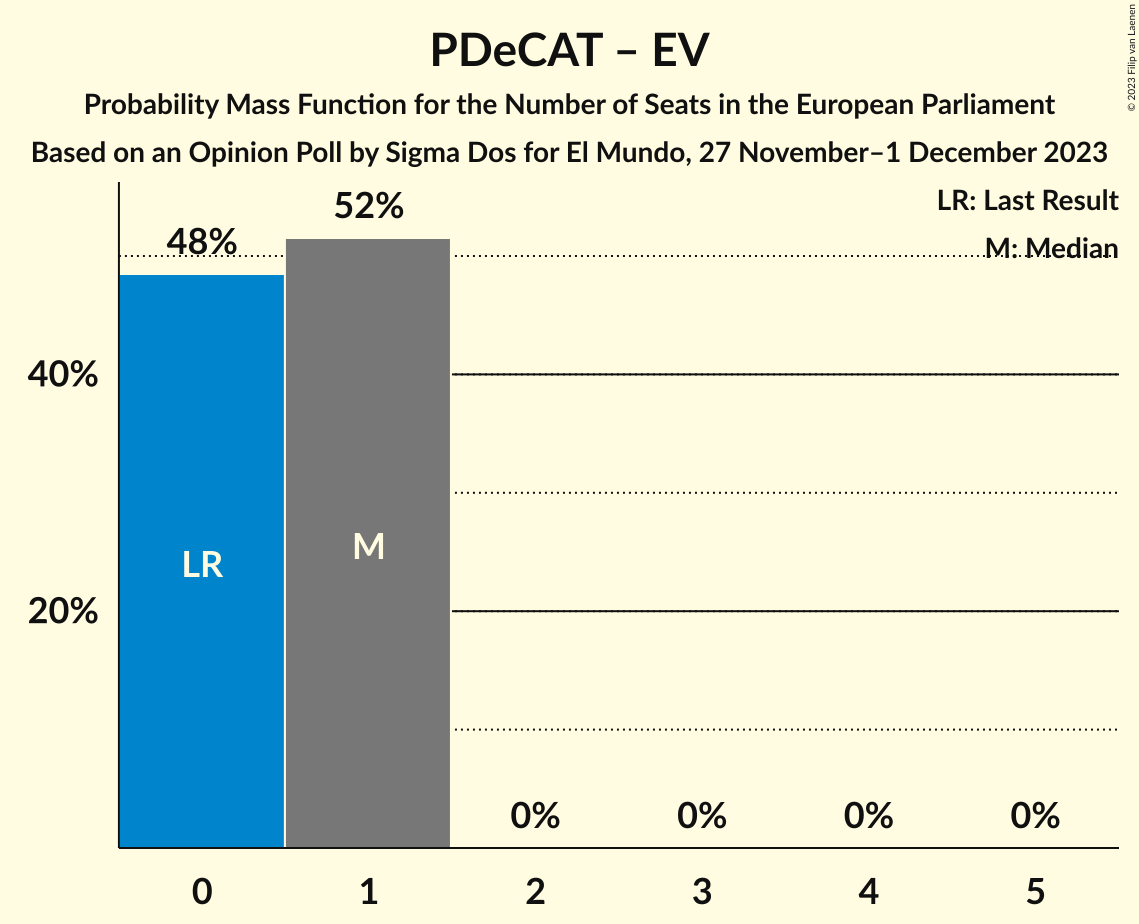 PDeCAT – EV
Probability Mass Function for the Number of Seats in the European Parliament
Based on an Opinion Poll by Sigma Dos for El Mundo, 27 November–1 December 2023
© 2023 Filip van Laenen
LR: Last Result
M: Median
48%
52%
40%
20%
LR
M
0%
0%
0%
0%
0
1
2
3
4
5